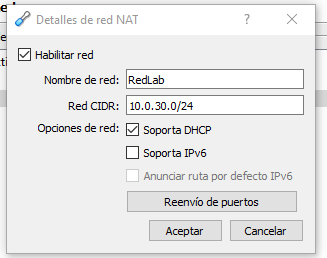 Detalles de red NAT
Habilitar red
Nombre de red: RedLab
Red CIDR: 10.0.30.0/24
Opciones de red: Soporta DHCP
Soporta IPv6
Anunciar ruta por defecto IPv6
Reenvío de puertos
Aceptar Cancelar